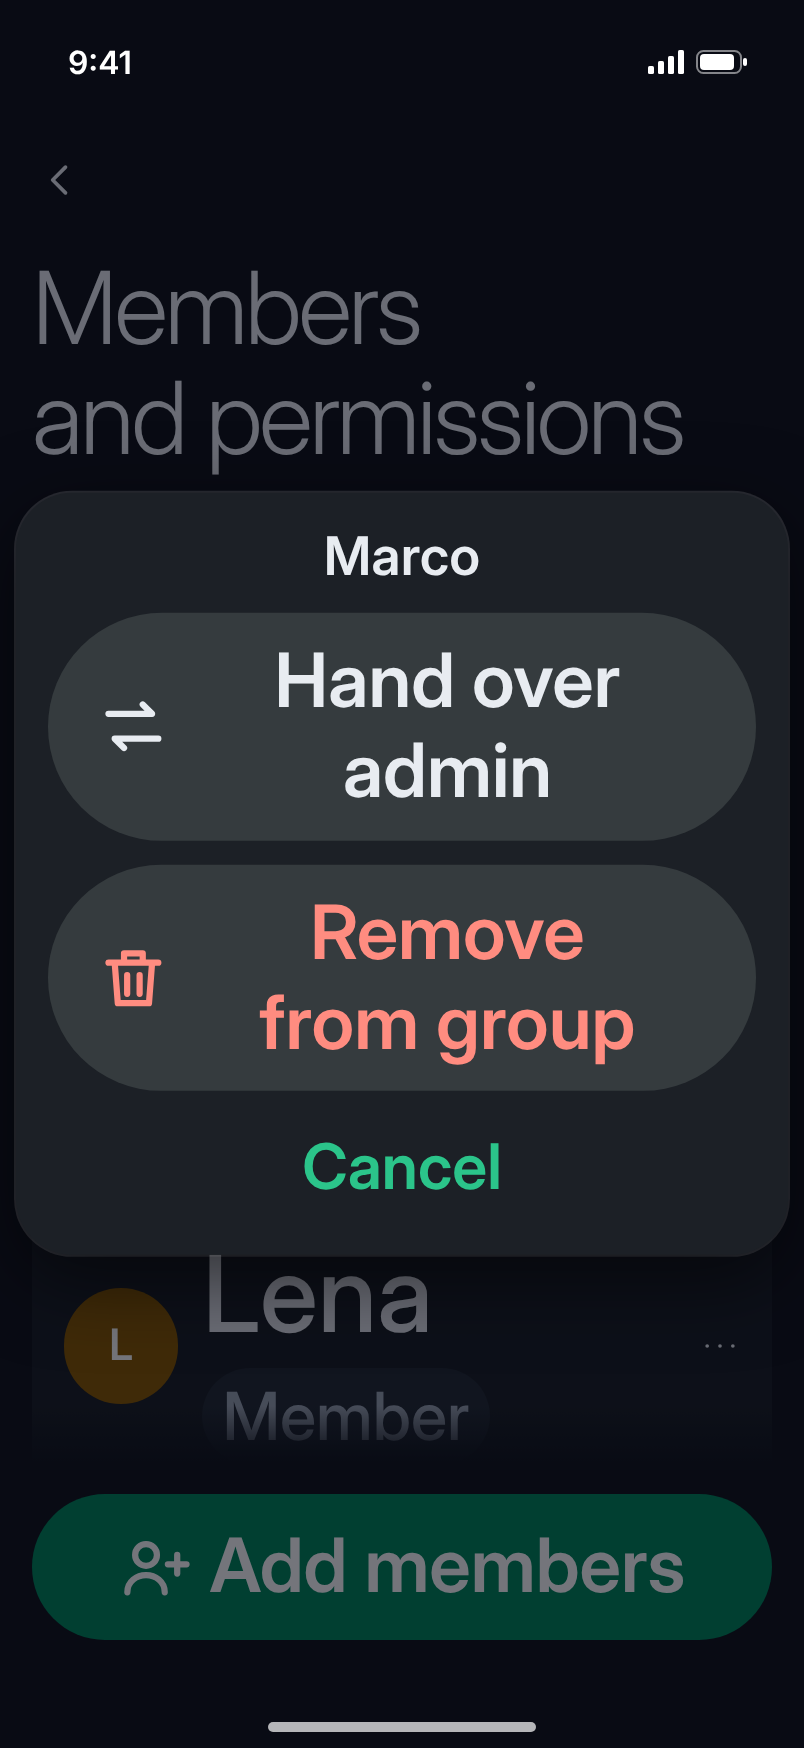 9:41
Members
and permissions
Marco
Hand over
admin
Remove
from group
Cancel
Lena
L
Member
Add members